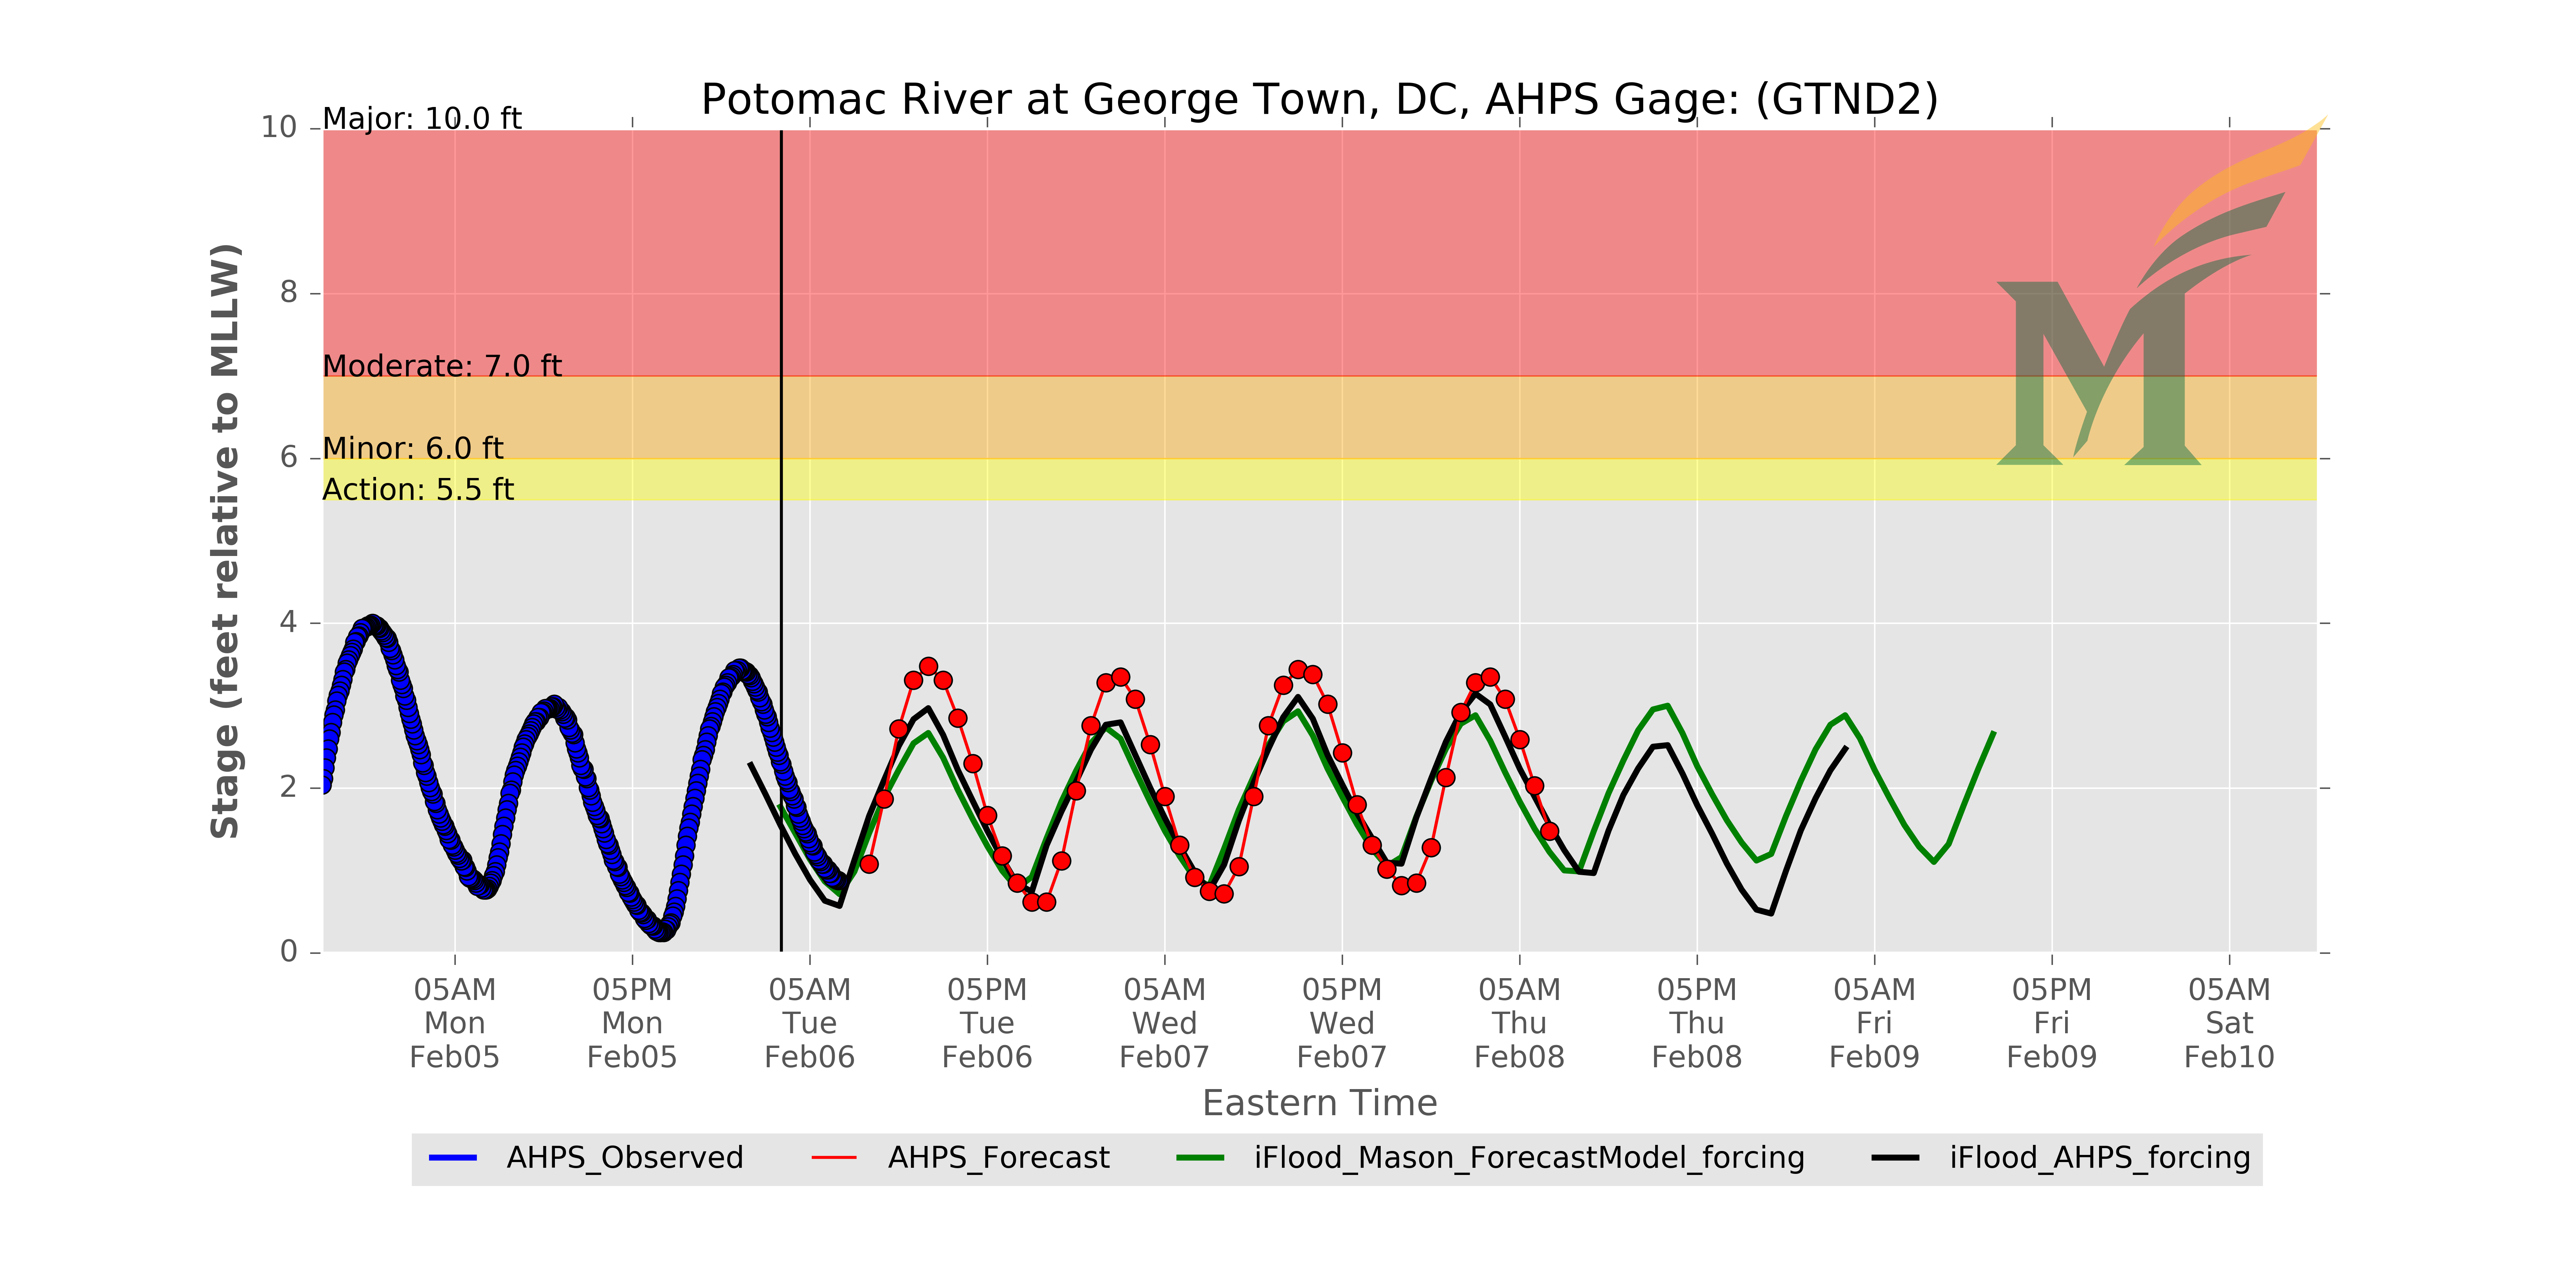 Potomac River at George Town, DC, AHPS Gage: (GTND2)
Major: 10.0 ft
Moderate: 7.0 ft
Minor: 6.0 ft
Action: 5.5 ft
10
8
6
4
2
0
Stage (feet relative to MLLW)
05AM 05PM 05AM 05PM 05AM 05PM 05AM 05PM 05AM 05PM 05AM
Mon Mon Tue Tue Wed Wed Thu Thu Fri Fri Sat
Feb05 Feb05 Feb06 Feb06 Feb07 Feb07 Feb08 Feb08 Feb09 Feb09 Feb10
Eastern Time
AHPS_Observed AHPS_Forecast iFlood_Mason_ForecastModel_forcing iFlood_AHPS_forcing
M